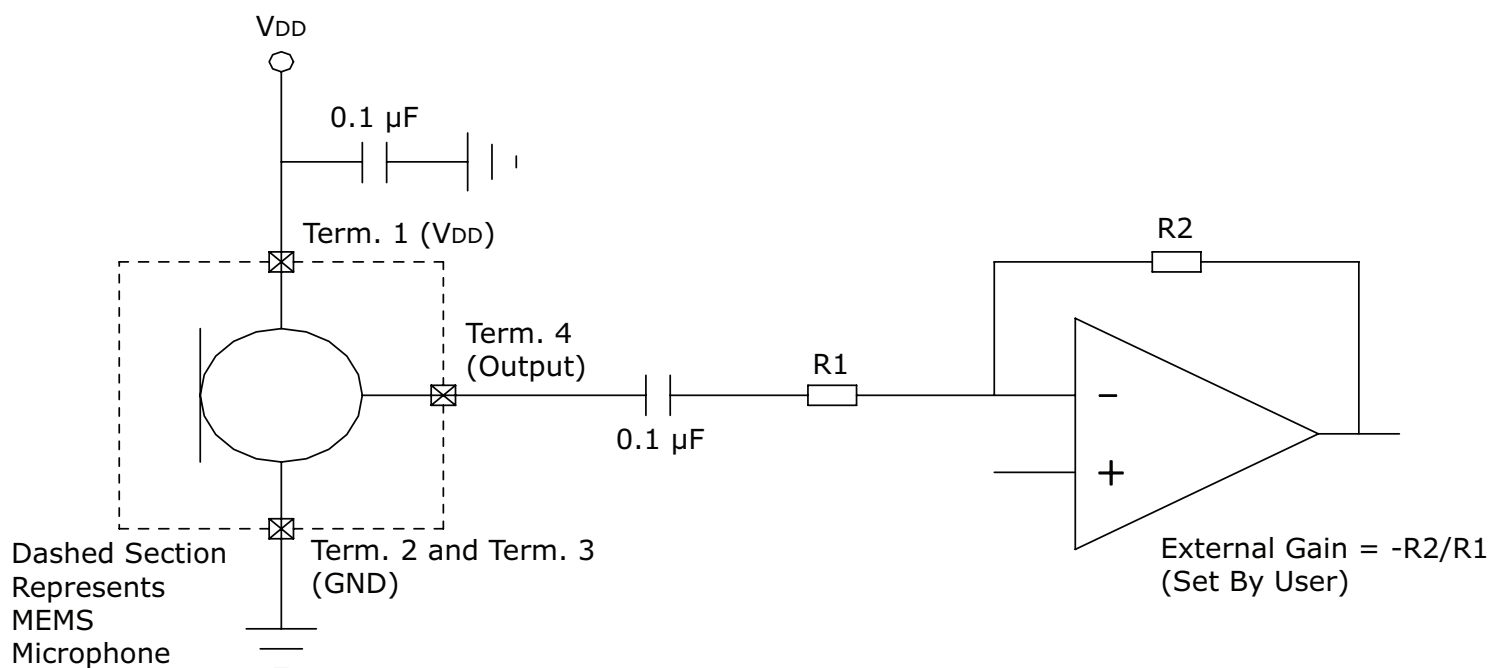 VDD
0.1 µF
Term. 1 (VDD)
R2
Term. 4
(Output)
R1
0.1 µF
-
+
Dashed Section
Represents
MEMS
Microphone
Term. 2 and Term. 3
(GND)
External Gain = -R2/R1
(Set By User)